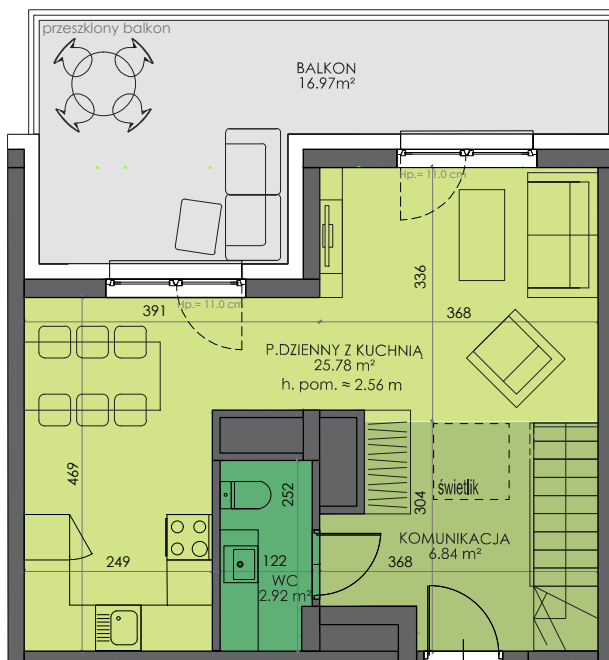 przeszklony balkon
BALKON
16.97m²
Hp.= 11.0 cm
336
Hp.= 11.0 cm
391
368
P.DZIENNY Z KUCHNIĄ
25.78 m²
h. pom. ≈ 2.56 m
469
252
304
świetlik
KOMUNIKACJA
6.84 m²
249
122
368
WC
2.92 m²